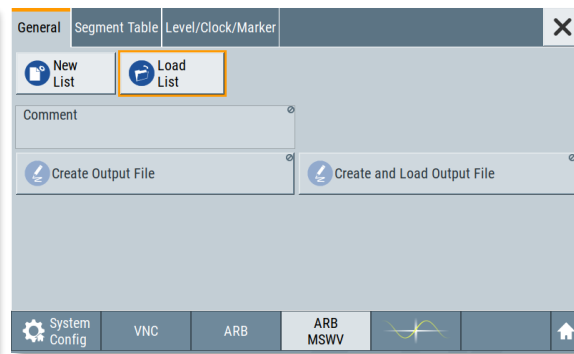 General Segment Table Level/Clock/Marker
New List
Load List
Comment
Create Output File
Create and Load Output File
System Config
VNC
ARB
ARB MSWV